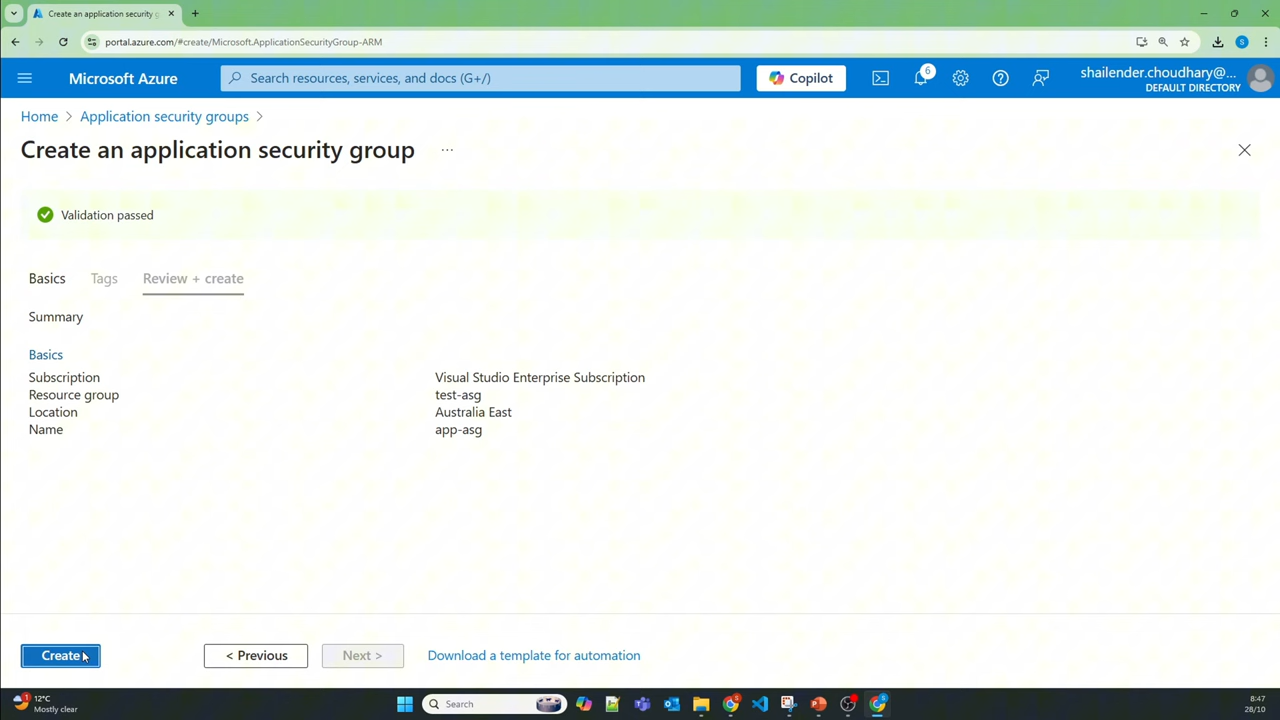 Create an application security g
portal.azure.com/#create/Microsoft.ApplicationSecurityGroup-ARM
S
Microsoft Azure
Search resources, services, and docs (G+/)
Copilot
6
shailender.choudhary@...
DEFAULT DIRECTORY
Home > Application security groups >
Create an application security group ...
Validation passed
Basics Tags Review + create
Summary
Basics
Subscription Visual Studio Enterprise Subscription
Resource group test-asg
Location Australia East
Name app-asg
Create < Previous Next > Download a template for automation
1 12°C
Mostly clear
Search
8:47
28/10